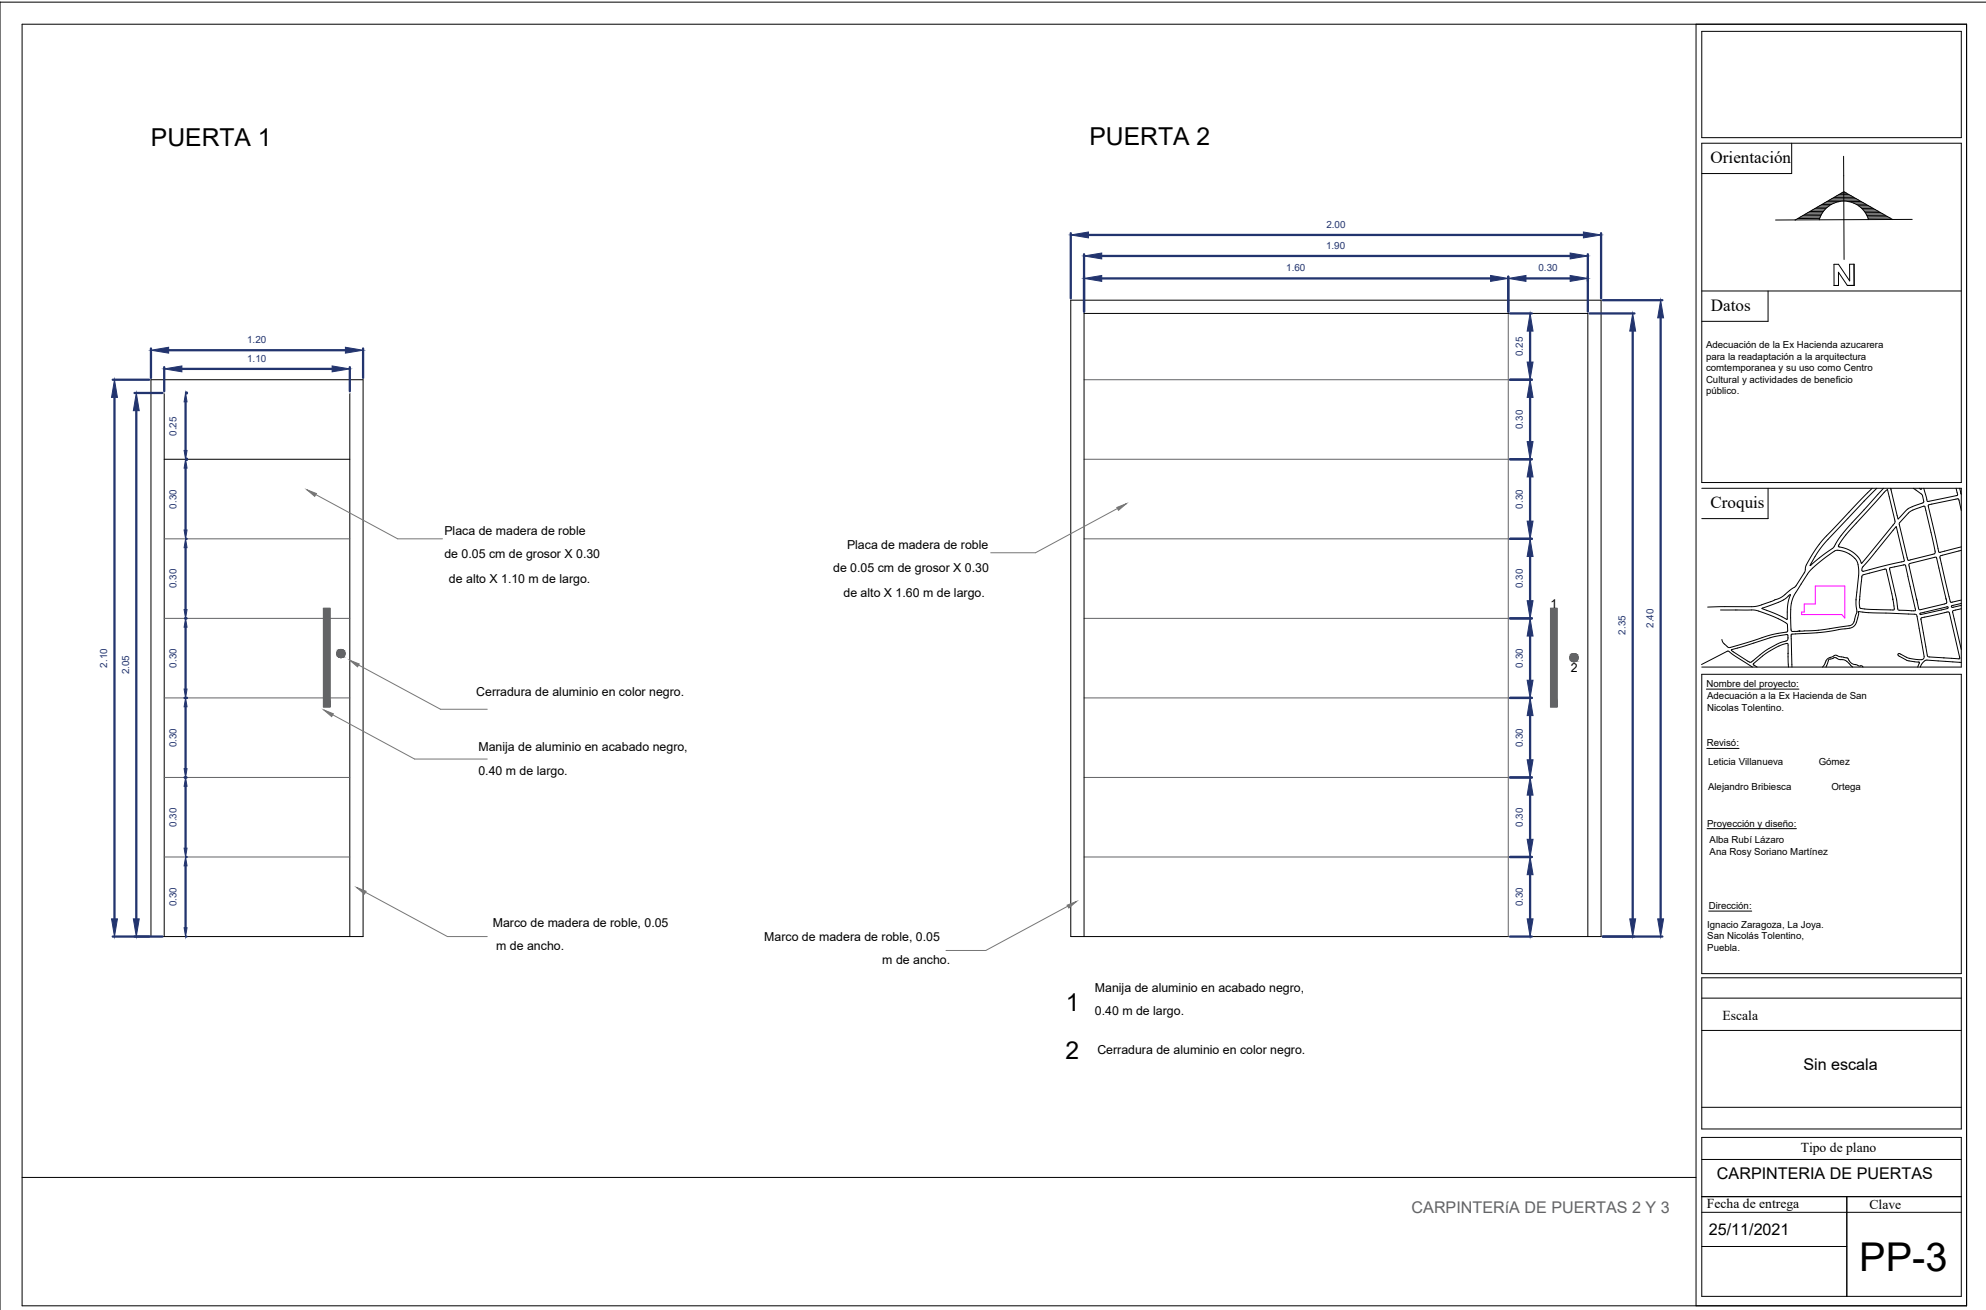 PUERTA 1
1.20
1.10
2.10
2.05
0.25
0.30
0.30
0.30
0.30
0.30
0.30
Placa de madera de roble
de 0.05 cm de grosor X 0.30
de alto X 1.10 m de largo.
Cerradura de aluminio en color negro.
Manija de aluminio en acabado negro,
0.40 m de largo.
Marco de madera de roble, 0.05
m de ancho.
PUERTA 2
2.00
1.90
1.60
0.30
0.25
0.30
0.30
0.30
0.30
0.30
0.30
0.30
2.35
2.40
1
2
Placa de madera de roble
de 0.05 cm de grosor X 0.30
de alto X 1.60 m de largo.
Marco de madera de roble, 0.05
m de ancho.
1 Manija de aluminio en acabado negro,
0.40 m de largo.
2 Cerradura de aluminio en color negro.
CARPINTERíA DE PUERTAS 2 Y 3
Orientación
N
Datos
Adecuación de la Ex Hacienda azucarera
para la readaptación a la arquitectura
comtemporanea y su uso como Centro
Cultural y actividades de beneficio
público.
Croquis
Nombre del proyecto:
Adecuación a la Ex Hacienda de San
Nicolas Tolentino.
Revisó:
Leticia Villanueva Gómez
Alejandro Bribiesca Ortega
Proyección y diseño:
Alba Rubí Lázaro
Ana Rosy Soriano Martínez
Dirección:
Ignacio Zaragoza, La Joya.
San Nicolás Tolentino,
Puebla.
Escala
Sin escala
Tipo de plano
CARPINTERIA DE PUERTAS
Fecha de entrega
25/11/2021
Clave
PP-3